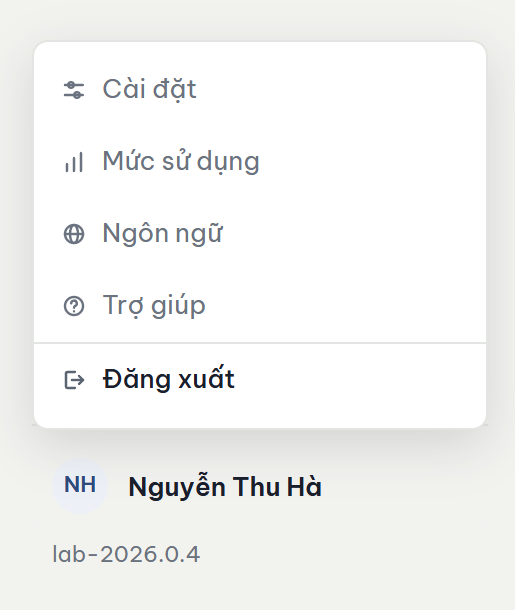 Cài đặt
Mức sử dụng
Ngôn ngữ
Trợ giúp
Đăng xuất
NH Nguyễn Thu Hà
lab-2026.0.4